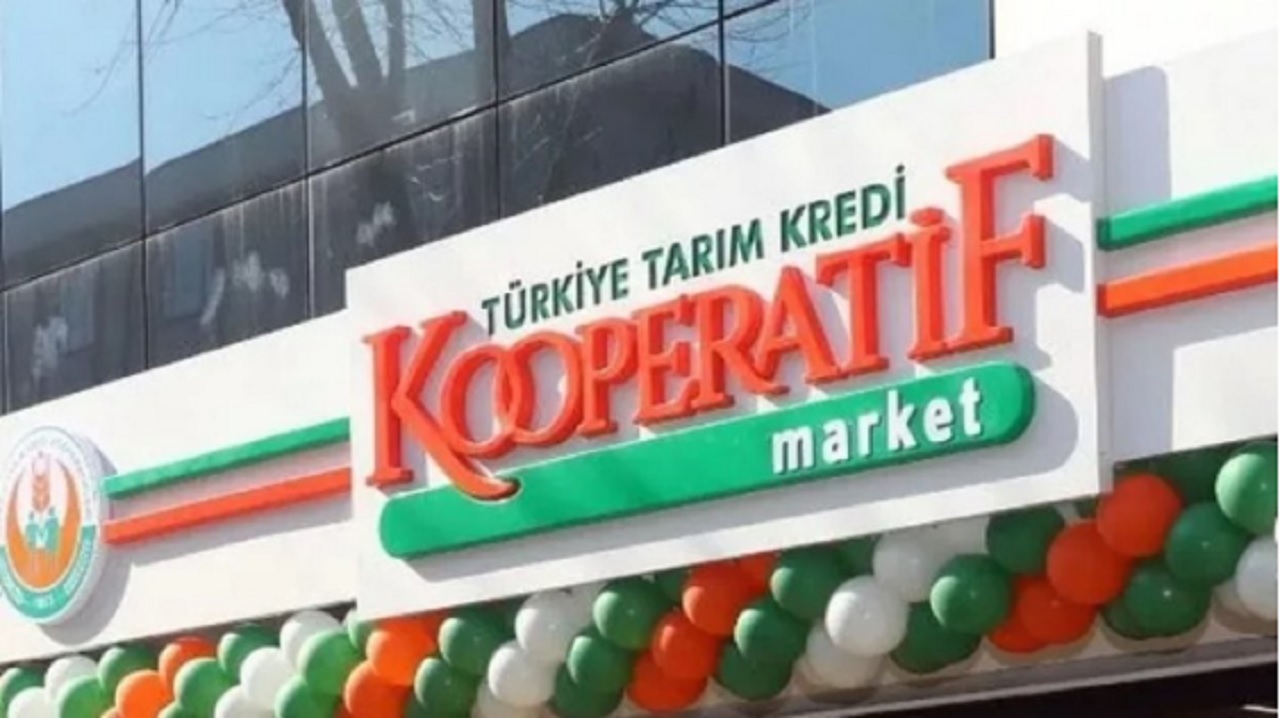 TÜRKİYE TARIM KREDİ
KOOPERATİF
market